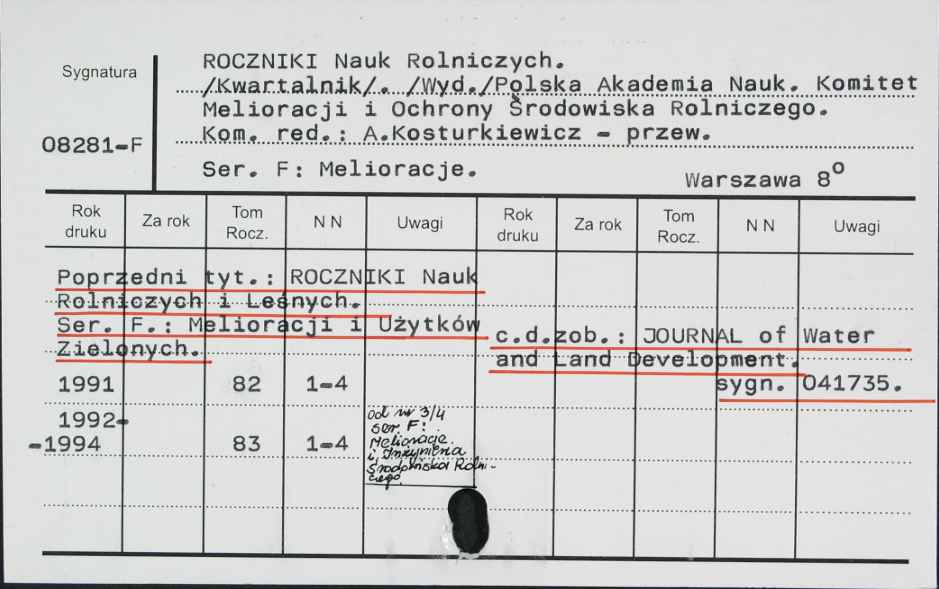 Sygnatura
08281-F
ROCZNIKI Nauk Rolniczych.
/Kwartalnik/. /Wyd./Polska Akademia Nauk. Komitet
Melioracji i Ochrony Środowiska Rolniczego.
Kom. red.: A.Kosturkiewicz - przew.
Ser. F: Melioracje.
Warszawa 8º
Rok druku Za rok Tom Rocz. N N Uwagi Rok druku Za rok Tom Rocz. N N Uwagi
Poprzedni tyt.: ROCZNIKI Nauk
Rolniczych i Leśnych.
Ser. F.: Melioracji i Użytków
Zielonych.
c.d.zob.: JOURNAL of Water
and Land Development.
sygn. 041735.
1991 82 1-4
1992-
-1994 83 1-4
od nr 3/4
ser. F:
Melioracje
i Inżynieria
Środowiska Rolni-
czego